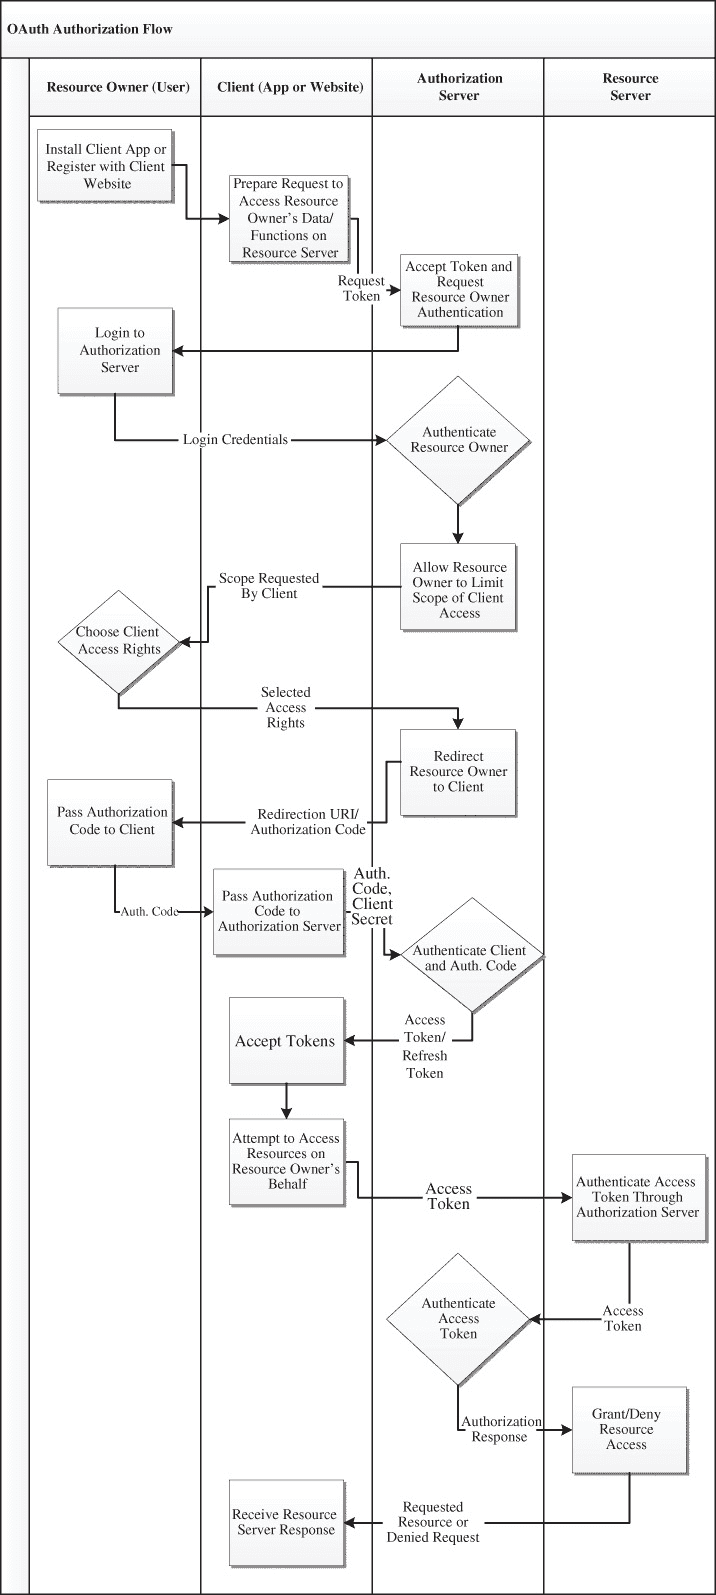 OAuth Authorization Flow
Resource Owner (User)
Client (App or Website)
Authorization
Server
Resource
Server
Install Client App or
Register with Client
Website
Prepare Request to
Access Resource
Owner's Data/
Functions on
Resource Server
Request
Token
Accept Token and
Request
Resource Owner
Authentication
Login to
Authorization
Server
Login Credentials
Authenticate
Resource Owner
Allow Resource
Owner to Limit
Scope of Client
Access
Scope Requested
By Client
Choose Client
Access Rights
Selected
Access
Rights
Redirect
Resource Owner
to Client
Redirection URI/
Authorization Code
Pass Authorization
Code to Client
Auth. Code
Pass Authorization
Code to
Authorization Server
Auth.
Code,
Client
Secret
Authenticate Client
and Auth. Code
Access
Token/
Refresh
Token
Accept Tokens
Attempt to Access
Resources on
Resource Owner's
Behalf
Access
Token
Authenticate Access
Token Through
Authorization Server
Access
Token
Authenticate
Access
Token
Authorization
Response
Grant/Deny
Resource
Access
Requested
Resource or
Denied Request
Receive Resource
Server Response